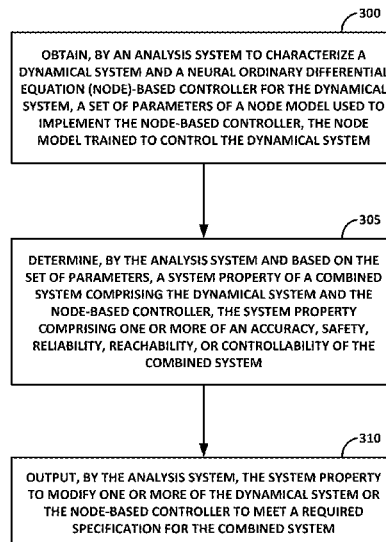 300
OBTAIN, BY AN ANALYSIS SYSTEM TO CHARACTERIZE A
DYNAMICAL SYSTEM AND A NEURAL ORDINARY DIFFERENTIAL
EQUATION (NODE)-BASED CONTROLLER FOR THE DYNAMICAL
SYSTEM, A SET OF PARAMETERS OF A NODE MODEL USED TO
IMPLEMENT THE NODE-BASED CONTROLLER, THE NODE
MODEL TRAINED TO CONTROL THE DYNAMICAL SYSTEM
305
DETERMINE, BY THE ANALYSIS SYSTEM AND BASED ON THE
SET OF PARAMETERS, A SYSTEM PROPERTY OF A COMBINED
SYSTEM COMPRISING THE DYNAMICAL SYSTEM AND THE
NODE-BASED CONTROLLER, THE SYSTEM PROPERTY
COMPRISING ONE OR MORE OF AN ACCURACY, SAFETY,
RELIABILITY, REACHABILITY, OR CONTROLLABILITY OF THE
COMBINED SYSTEM
310
OUTPUT, BY THE ANALYSIS SYSTEM, THE SYSTEM PROPERTY
TO MODIFY ONE OR MORE OF THE DYNAMICAL SYSTEM OR
THE NODE-BASED CONTROLLER TO MEET A REQUIRED
SPECIFICATION FOR THE COMBINED SYSTEM